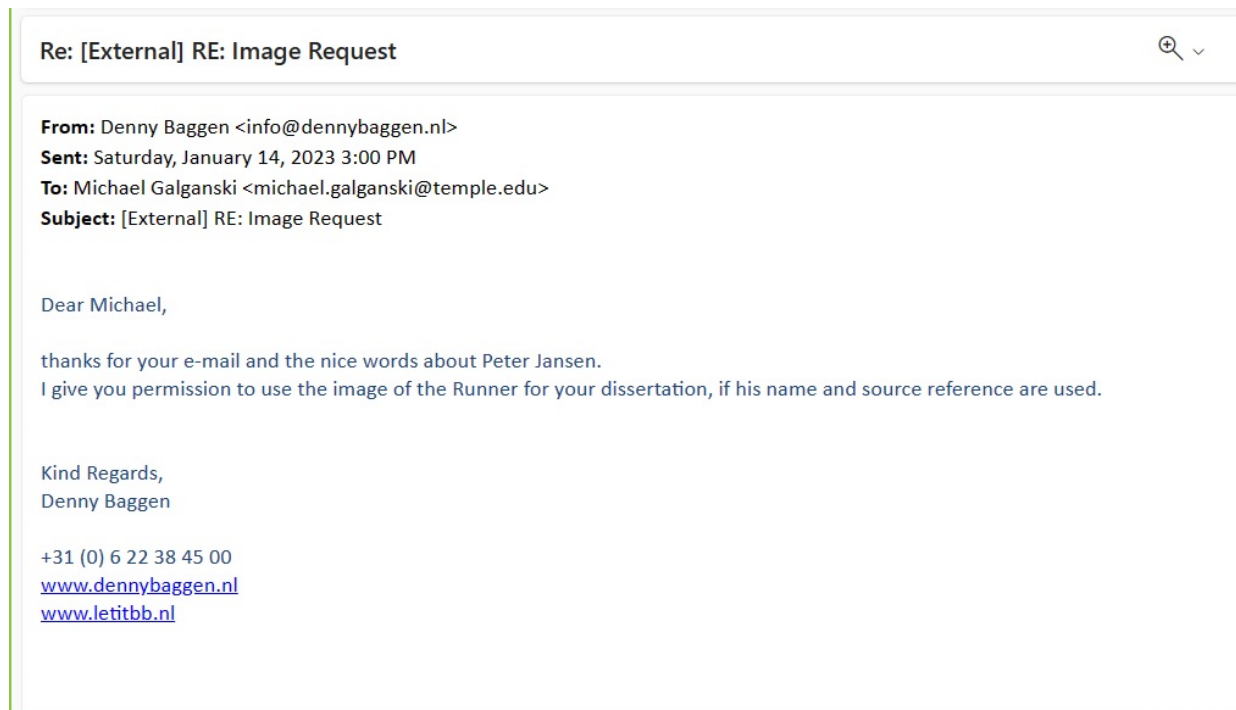 Re: [External] RE: Image Request
From: Denny Baggen <info@dennybaggen.nl>
Sent: Saturday, January 14, 2023 3:00 PM
To: Michael Galganski <michael.galganski@temple.edu>
Subject: [External] RE: Image Request
Dear Michael,
thanks for your e-mail and the nice words about Peter Jansen.
I give you permission to use the image of the Runner for your dissertation, if his name and source reference are used.
Kind Regards,
Denny Baggen
+31 (0) 6 22 38 45 00
www.dennybaggen.nl
www.letitbb.nl